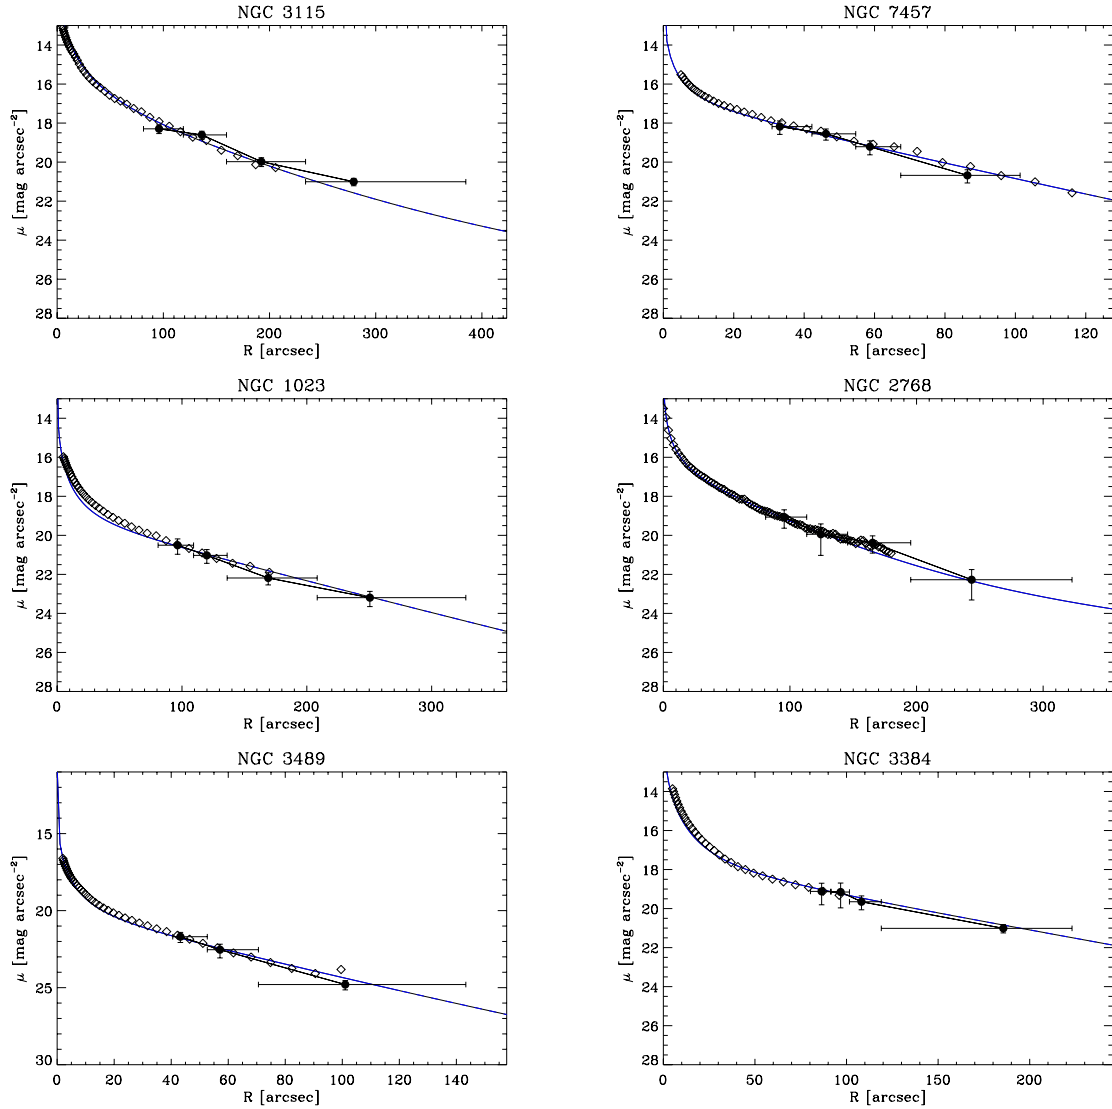 NGC 3115
14
16
18
20
22
24
26
28
μ [mag arcsec⁻²]
0 100 200 300 400
R [arcsec]
NGC 7457
14
16
18
20
22
24
26
28
μ [mag arcsec⁻²]
0 20 40 60 80 100 120
R [arcsec]
NGC 1023
14
16
18
20
22
24
26
28
μ [mag arcsec⁻²]
0 100 200 300
R [arcsec]
NGC 2768
14
16
18
20
22
24
26
28
μ [mag arcsec⁻²]
0 100 200 300
R [arcsec]
NGC 3489
15
20
25
30
μ [mag arcsec⁻²]
0 20 40 60 80 100 120 140
R [arcsec]
NGC 3384
14
16
18
20
22
24
26
28
μ [mag arcsec⁻²]
0 50 100 150 200
R [arcsec]